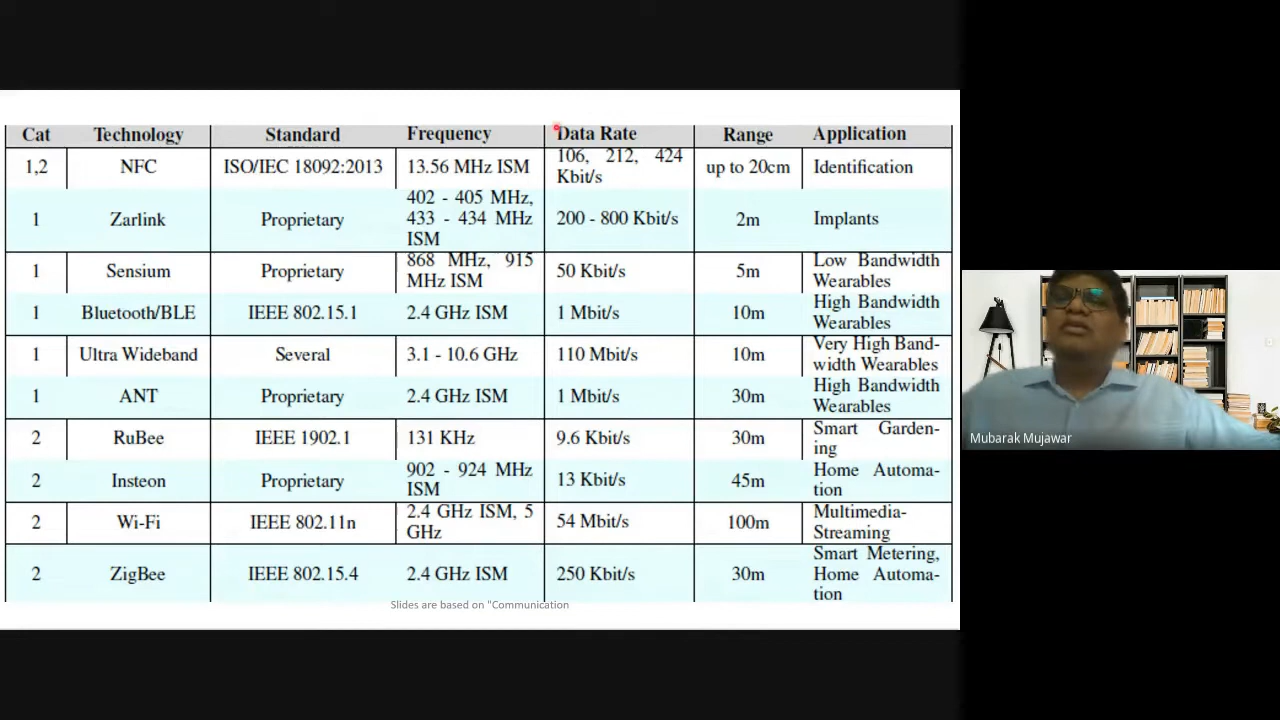 Cat Technology Standard Frequency Data Rate Range Application
1,2 NFC ISO/IEC 18092:2013 13.56 MHz ISM 106, 212, 424 Kbit/s up to 20cm Identification
1 Zarlink Proprietary 402 - 405 MHz, 433 - 434 MHz ISM 200 - 800 Kbit/s 2m Implants
1 Sensium Proprietary 868 MHz, 915 MHz ISM 50 Kbit/s 5m Low Bandwidth Wearables
1 Bluetooth/BLE IEEE 802.15.1 2.4 GHz ISM 1 Mbit/s 10m High Bandwidth Wearables
1 Ultra Wideband Several 3.1 - 10.6 GHz 110 Mbit/s 10m Very High Band-width Wearables
1 ANT Proprietary 2.4 GHz ISM 1 Mbit/s 30m High Bandwidth Wearables
2 RuBee IEEE 1902.1 131 KHz 9.6 Kbit/s 30m Smart Garden-ing
2 Insteon Proprietary 902 - 924 MHz ISM 13 Kbit/s 45m Home Automa-tion
2 Wi-Fi IEEE 802.11n 2.4 GHz ISM, 5 GHz 54 Mbit/s 100m Multimedia-Streaming
2 ZigBee IEEE 802.15.4 2.4 GHz ISM 250 Kbit/s 30m Smart Metering, Home Automa-tion
Slides are based on "Communication
Mubarak Mujawar